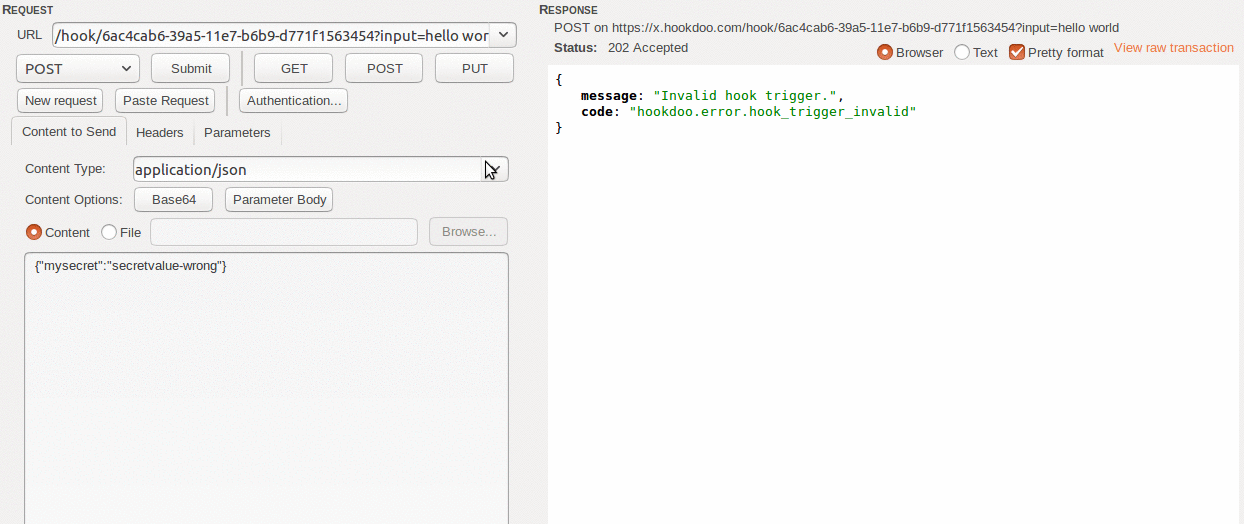 REQUEST
URL /hook/6ac4cab6-39a5-11e7-b6b9-d771f1563454?input=hello wor
POST Submit GET POST PUT
New request Paste Request Authentication...
Content to Send Headers Parameters
Content Type: application/json
Content Options: Base64 Parameter Body
Content File Browse...
{"mysecret":"secretvalue-wrong"}
RESPONSE
POST on https://x.hookdoo.com/hook/6ac4cab6-39a5-11e7-b6b9-d771f1563454?input=hello world
Status: 202 Accepted
Browser Text Pretty format View raw transaction
{
message: "Invalid hook trigger.",
code: "hookdoo.error.hook_trigger_invalid"
}